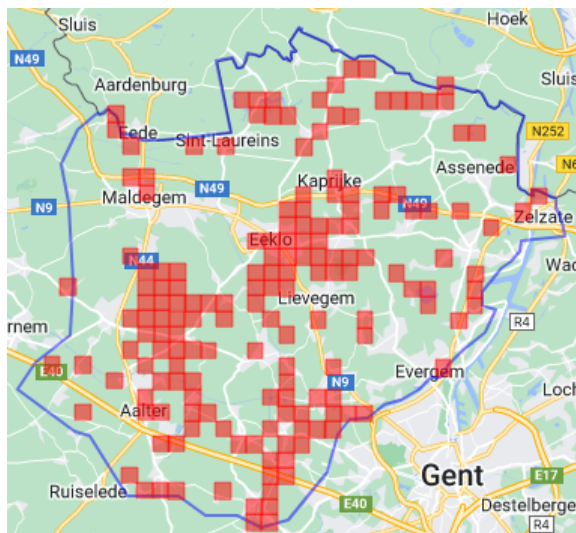 Sluis
Hoek
N49
Aardenburg
Sluis
Eede
Sint-Laureins
N252
Assenede
N6
Kaprijke
Maldegem
N49
N9
N49
Zelzate
Eeklo
N44
Wac
Lievegem
R4
rnem
E40
Evergem
N9
Loch
Aalter
Gent
E17
Ruiselede
E40
Destelberge
R4